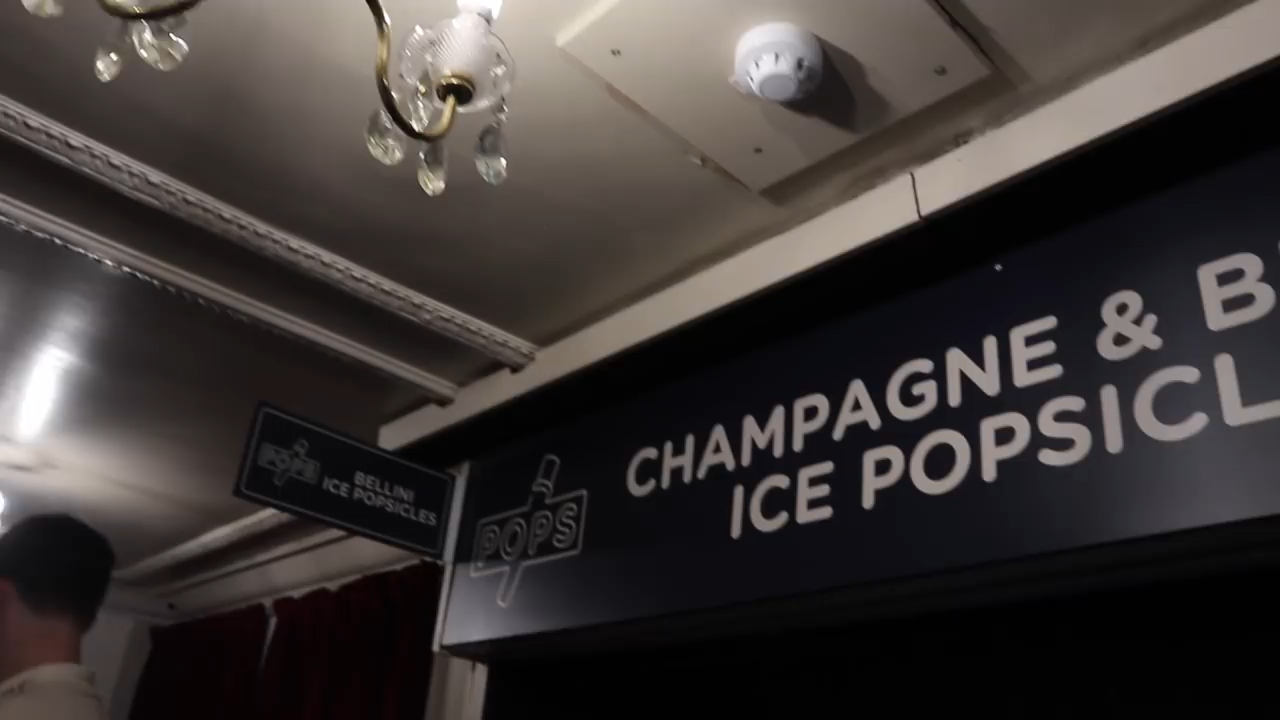 POPS
BELLINI
ICE POPSICLES
POPS
CHAMPAGNE & B
ICE POPSICL